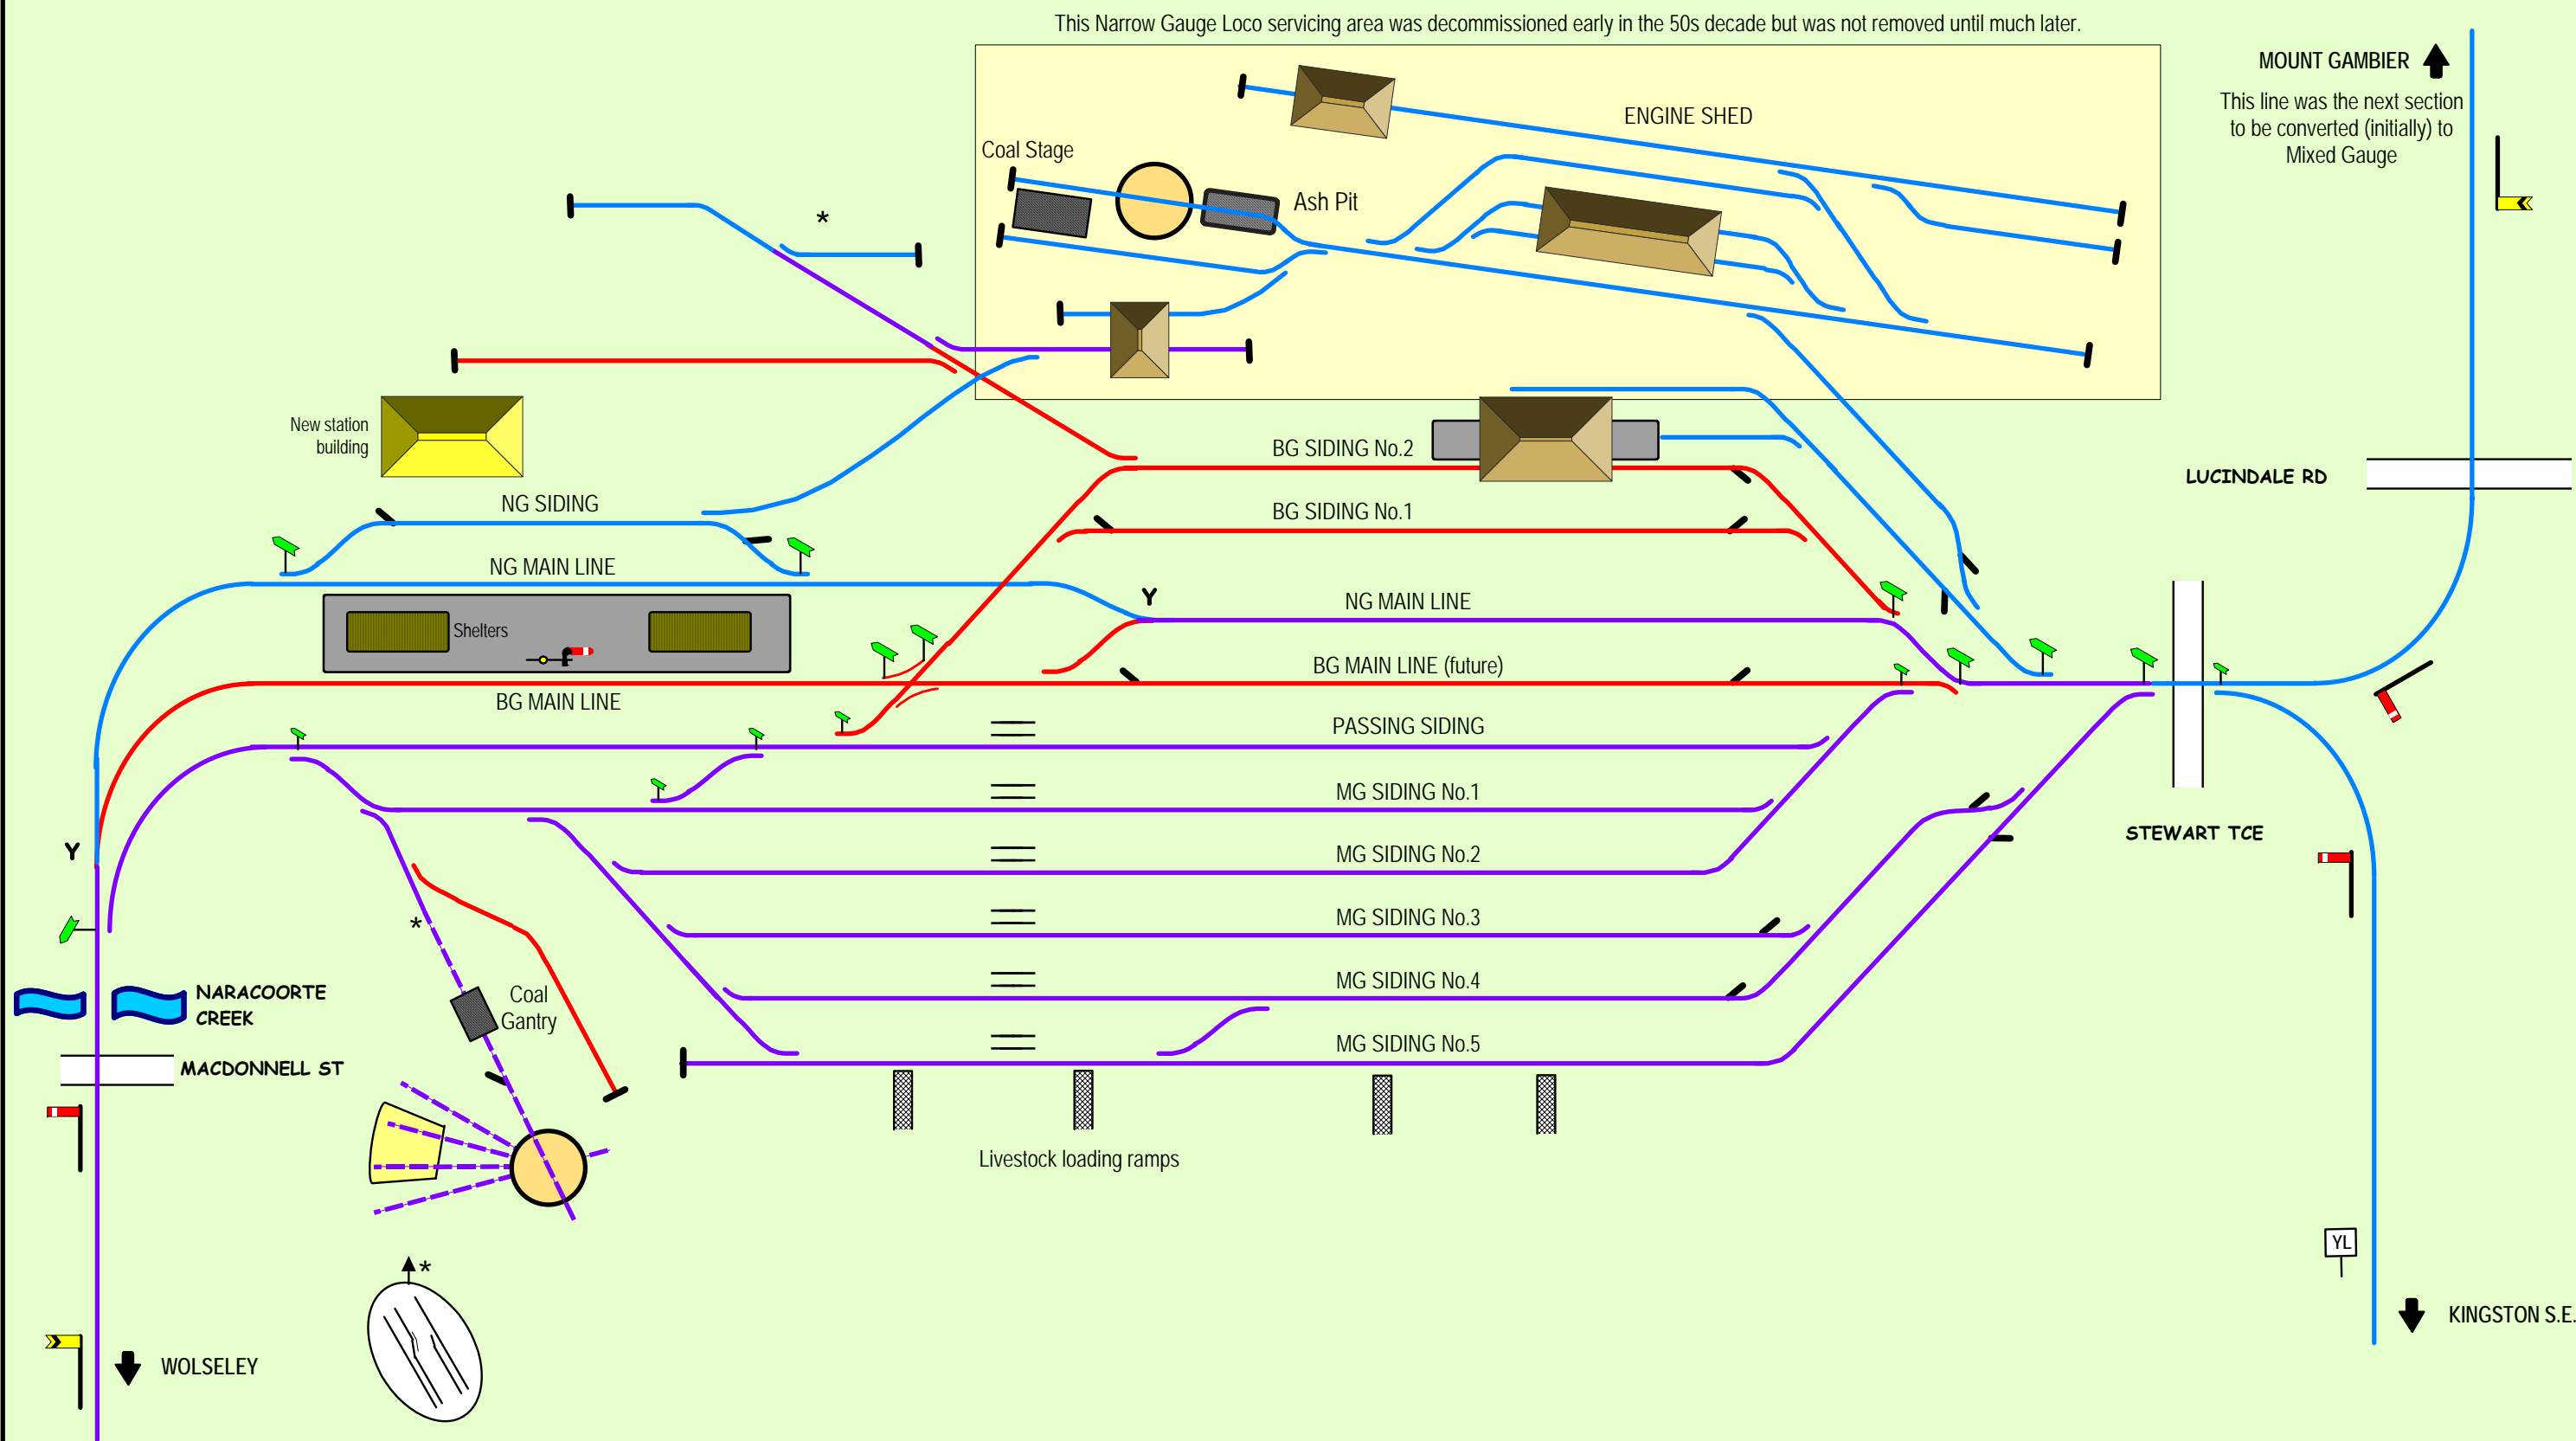 This Narrow Gauge Loco servicing area was decommissioned early in the 50s decade but was not removed until much later.
MOUNT GAMBIER
This line was the next section
to be converted (initially) to
Mixed Gauge
ENGINE SHED
Coal Stage
Ash Pit
*
New station
building
BG SIDING No.2
LUCINDALE RD
NG SIDING
BG SIDING No.1
NG MAIN LINE
Y
NG MAIN LINE
Shelters
BG MAIN LINE (future)
BG MAIN LINE
PASSING SIDING
MG SIDING No.1
STEWART TCE
Y
MG SIDING No.2
*
MG SIDING No.3
NARACOORTE
CREEK
Coal
Gantry
MG SIDING No.4
MG SIDING No.5
MACDONNELL ST
Livestock loading ramps
YL
*
KINGSTON S.E.
WOLSELEY